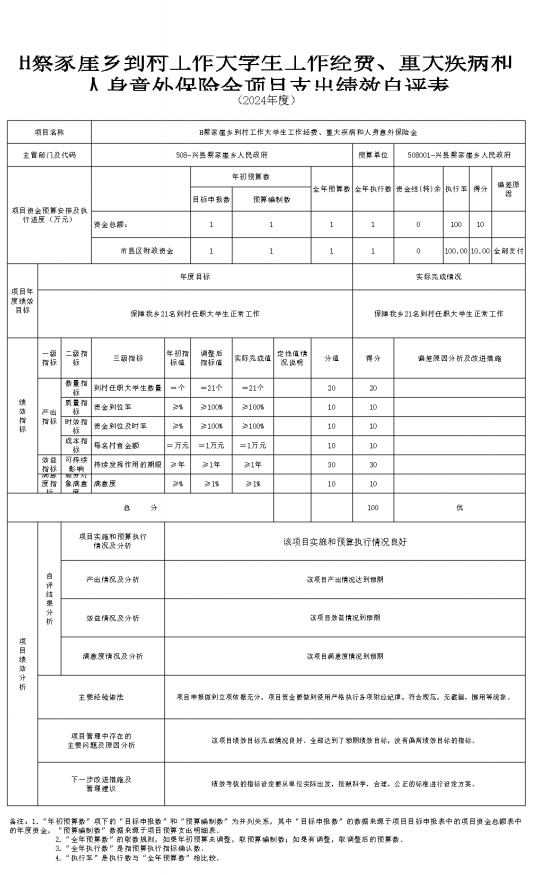 H蔡家崖乡到村工作大学生工作经费、重大疾病和
人身意外保险金项目支出绩效自评表
（2024年度）
项目名称 H蔡家崖乡到村工作大学生工作经费、重大疾病和人身意外保险金
主管部门及代码 508-兴县蔡家崖乡人民政府 预算单位 508001-兴县蔡家崖乡人民政府
项目资金预算安排及执行进度（万元） 年初预算数 全年预算数 全年执行数 资金结(转)余 执行率 得分 偏差原因
目标申报数 预算编制数
资金总额： 1 1 1 1 0 100 10
市县区财政资金 1 1 1 1 0 100.00 10.00 全部支付
项目年度绩效目标 年度目标 实际完成情况
保障我乡21名到村任职大学生正常工作 保障我乡21名到村任职大学生正常工作
绩效指标 一级指标 二级指标 三级指标 年初指标值 调整后指标值 实际完成值 定性值情况说明 分值 得分 偏差原因分析及改进措施
产出指标 数量指标 到村任职大学生数量 ＝个 ＝21个 ＝21个 20 20
质量指标 资金到位率 ≥% ≥100% ≥100% 10 10
时效指标 资金到位及时率 ≥% ≥100% ≥100% 10 10
成本指标 每名村官金额 ＝万元 ＝1万元 ＝1万元 10 10
效益指标 可持续影响 持续发挥作用的期限 ≥年 ≥1年 ≥1年 30 30
满意度指标 服务对象满意度 满意度 ≥% ≥1% ≥1% 10 10
总 分 100 优
项目绩效分析 自评结果分析 项目实施和预算执行情况及分析 该项目实施和预算执行情况良好
产出情况及分析 该项目产出情况达到预期
效益情况及分析 该项目效益情况到预期
满意度情况及分析 该项目满意度情况到预期
主要经验做法 项目申报做到立项依据充分，项目资金要做到使用严格执行各项财经纪律，符合规范，无截留、挪用等现象。
项目管理中存在的主要问题及原因分析 该项目绩效目标完成情况良好，全部达到了预期绩效目标，没有偏离绩效目标的指标。
下一步改进措施及管理建议 绩效考核的指标设定要从单位实际出发，按照科学、合理、公正的标准进行设定方案。
备注：1.“年初预算数”项下的“目标申报数”和“预算编制数”为并列关系，其中“目标申报数”的数据来源于项目目标申报表中的项目资金总额表中
的年度资金，“预算编制数”数据来源于项目预算支出明细表。
2.“全年预算数”的取数规则，如果年初预算未调整，取预算编制数；如果有调整，取调整后的预算数。
3.“全年执行数”是指预算执行指标确认数。
4.“执行率”是执行数与“全年预算数”相比较。